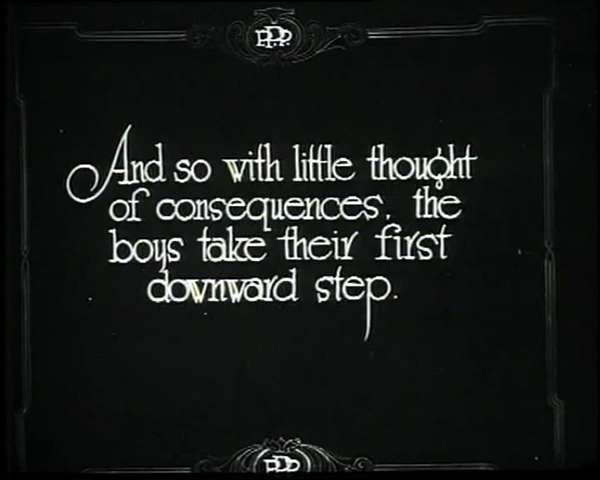 P.P.P.
And so with little thought
of consequences, the
boys take their first
downward step.
P.P.P.